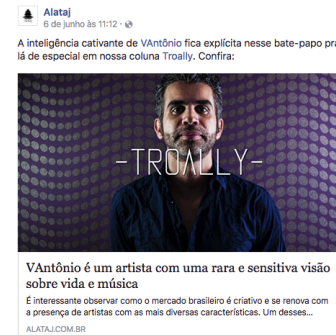 Alataj
6 de junho às 11:12 ·
A inteligência cativante de VAntônio fica explícita nesse bate-papo pra
lá de especial em nossa coluna Troally. Confira:
-TROALLY-
VAntônio é um artista com uma rara e sensitiva visão
sobre vida e música
É interessante observar como o mercado brasileiro é criativo e se renova com
a presença de artistas com as mais diversas características. Um desses...
ALATAJ.COM.BR